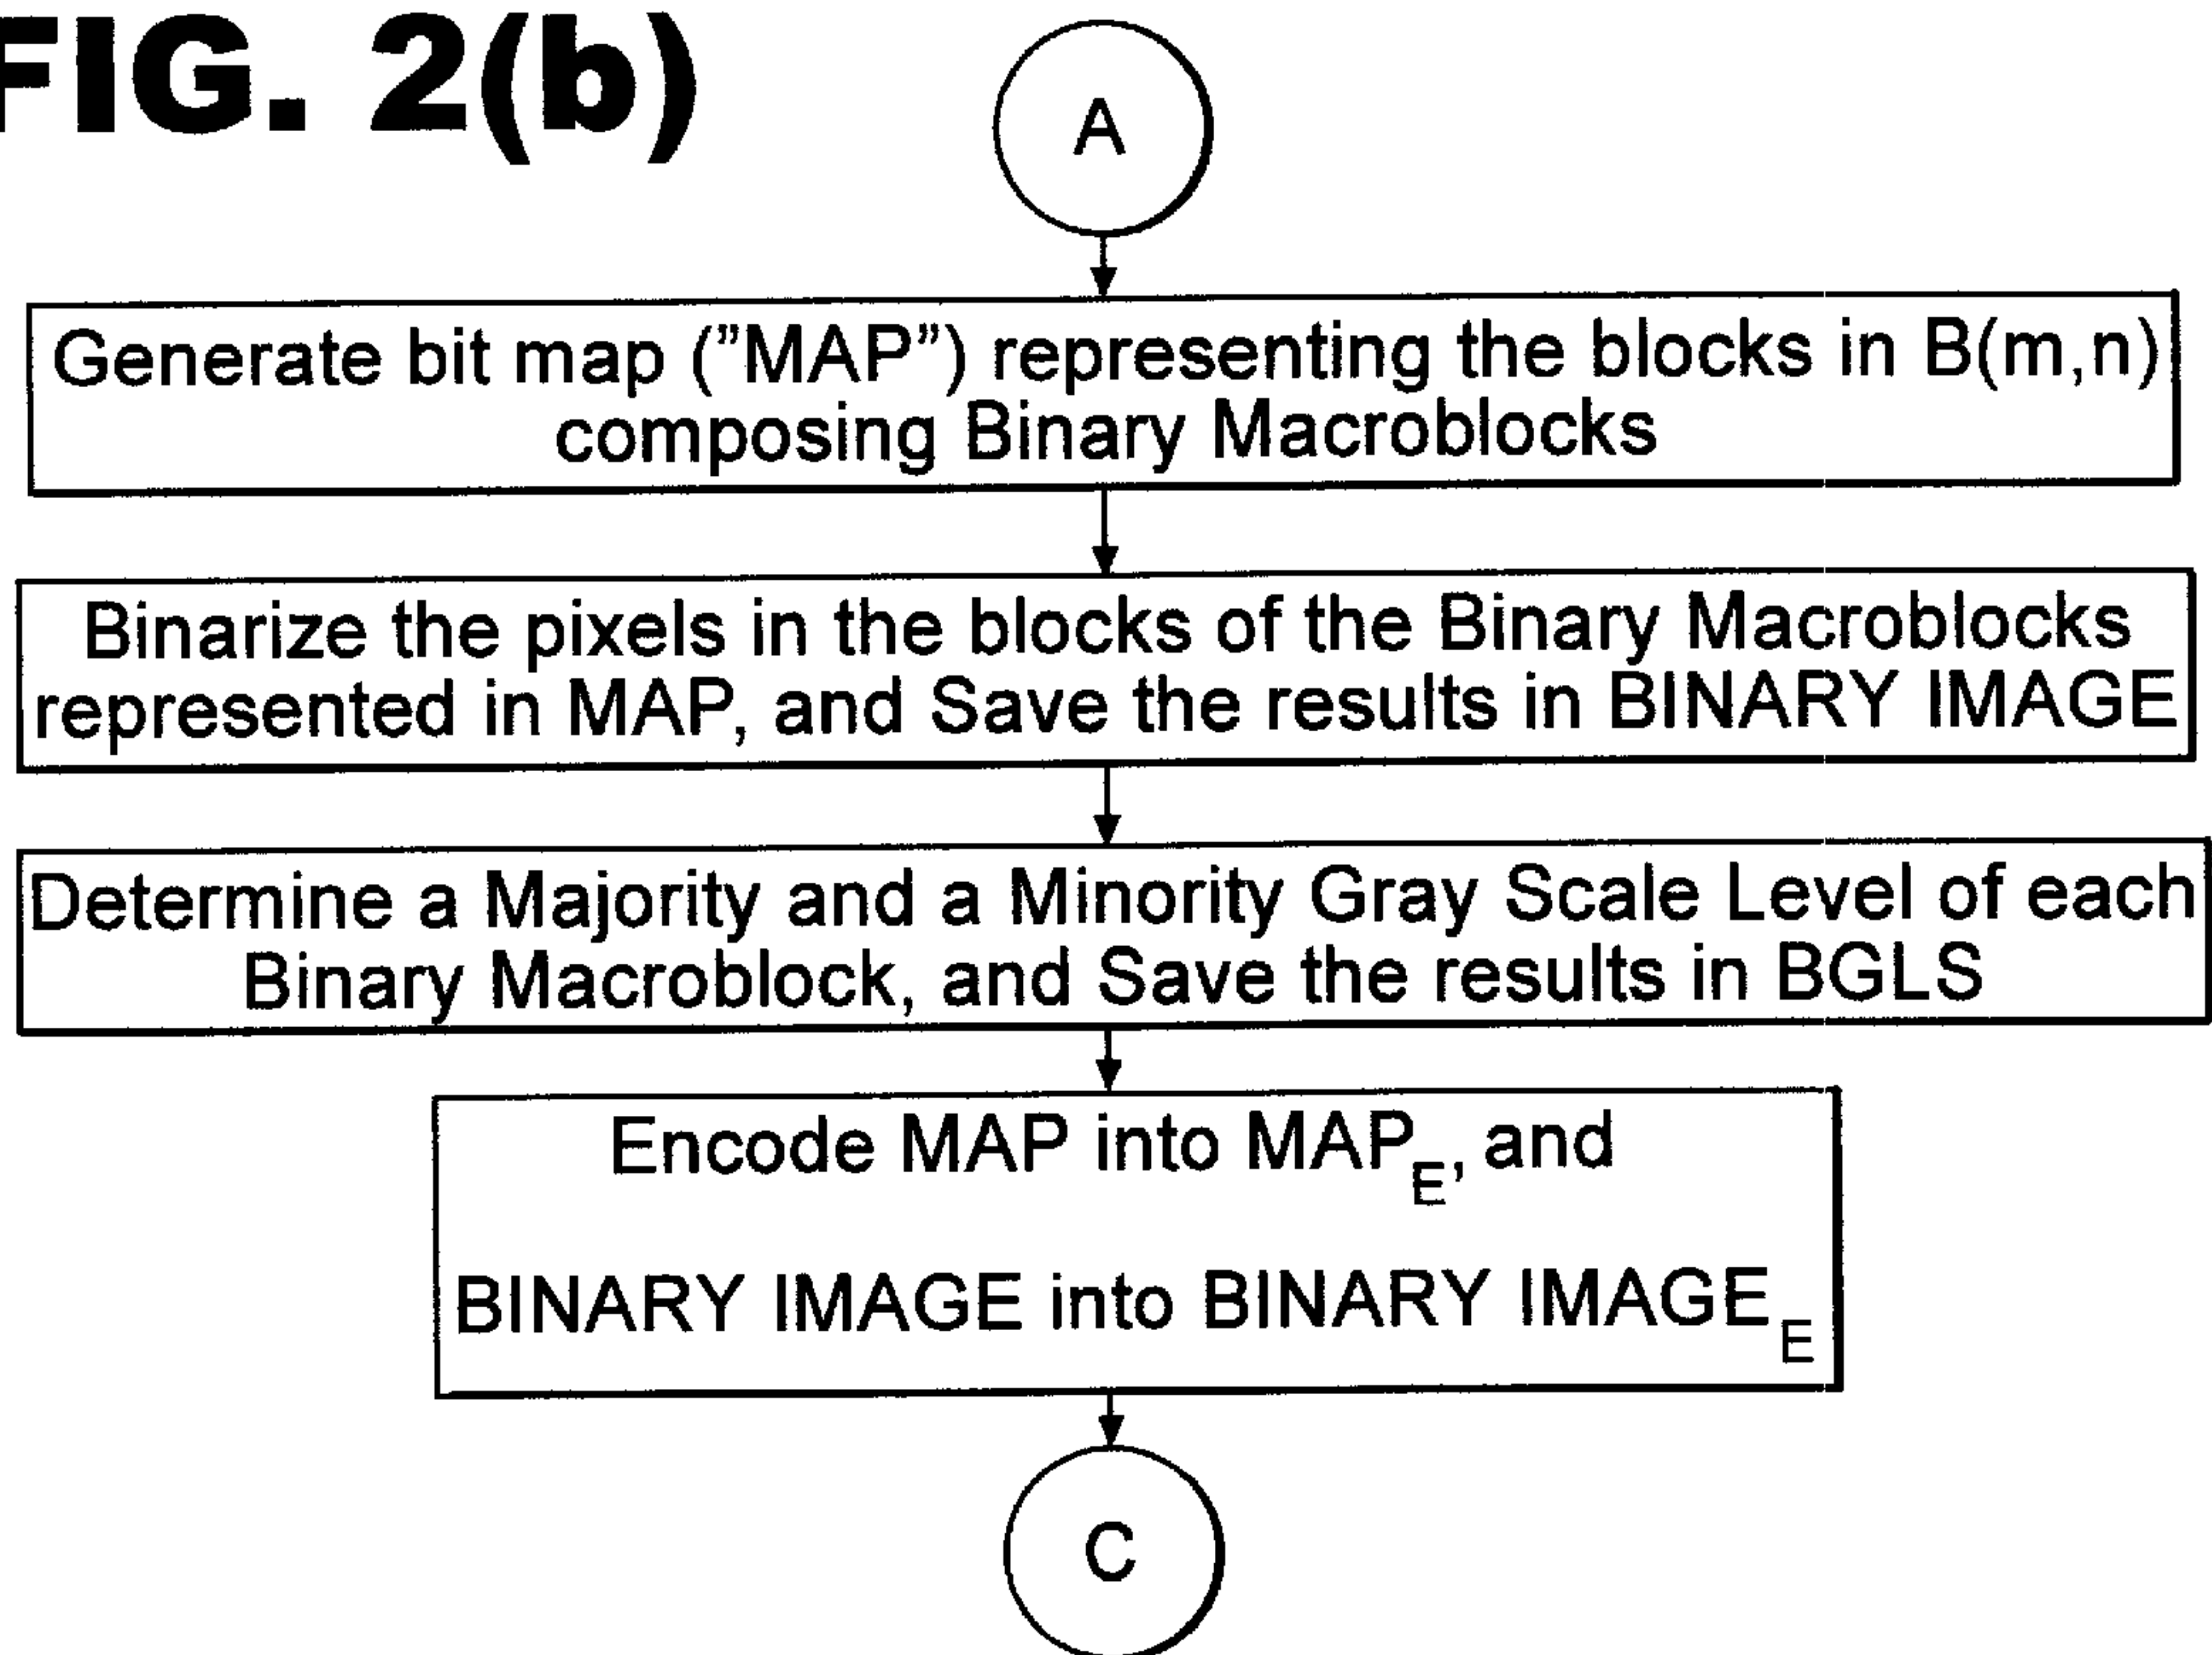 FIG. 2(b)
A
Generate bit map (”MAP”) representing the blocks in B(m,n)
composing Binary Macroblocks
Binarize the pixels in the blocks of the Binary Macroblocks
represented in MAP, and Save the results in BINARY IMAGE
Determine a Majority and a Minority Gray Scale Level of each
Binary Macroblock, and Save the results in BGLS
Encode MAP into MAP_E, and
BINARY IMAGE into BINARY IMAGE_E
C